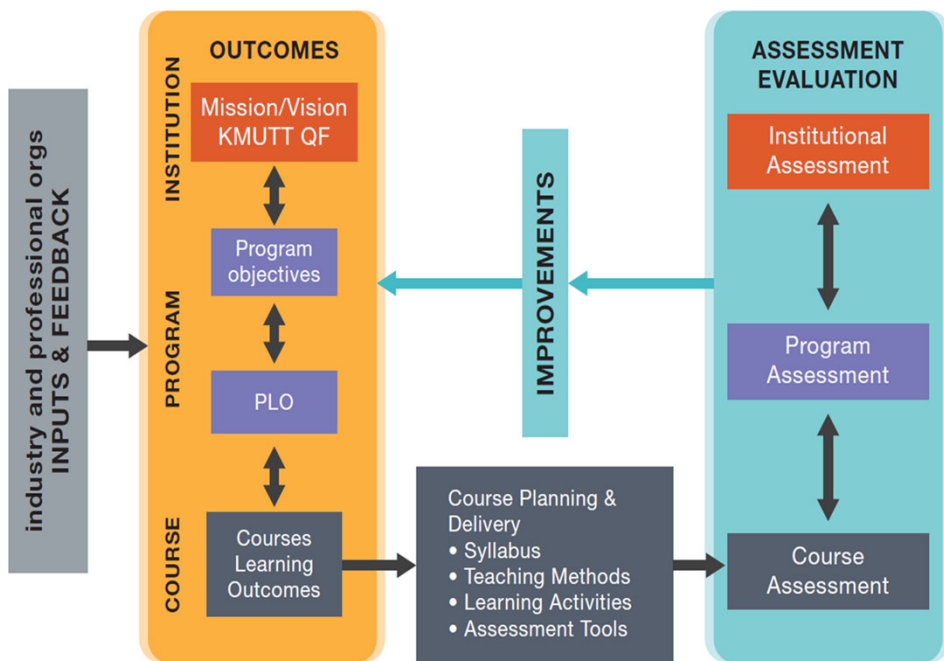 industry and professional orgs
INPUTS & FEEDBACK
OUTCOMES
INSTITUTION
Mission/Vision
KMUTT QF
PROGRAM
Program
objectives
PLO
COURSE
Courses
Learning
Outcomes
IMPROVEMENTS
Course Planning &
Delivery
• Syllabus
• Teaching Methods
• Learning Activities
• Assessment Tools
ASSESSMENT
EVALUATION
Institutional
Assessment
Program
Assessment
Course
Assessment